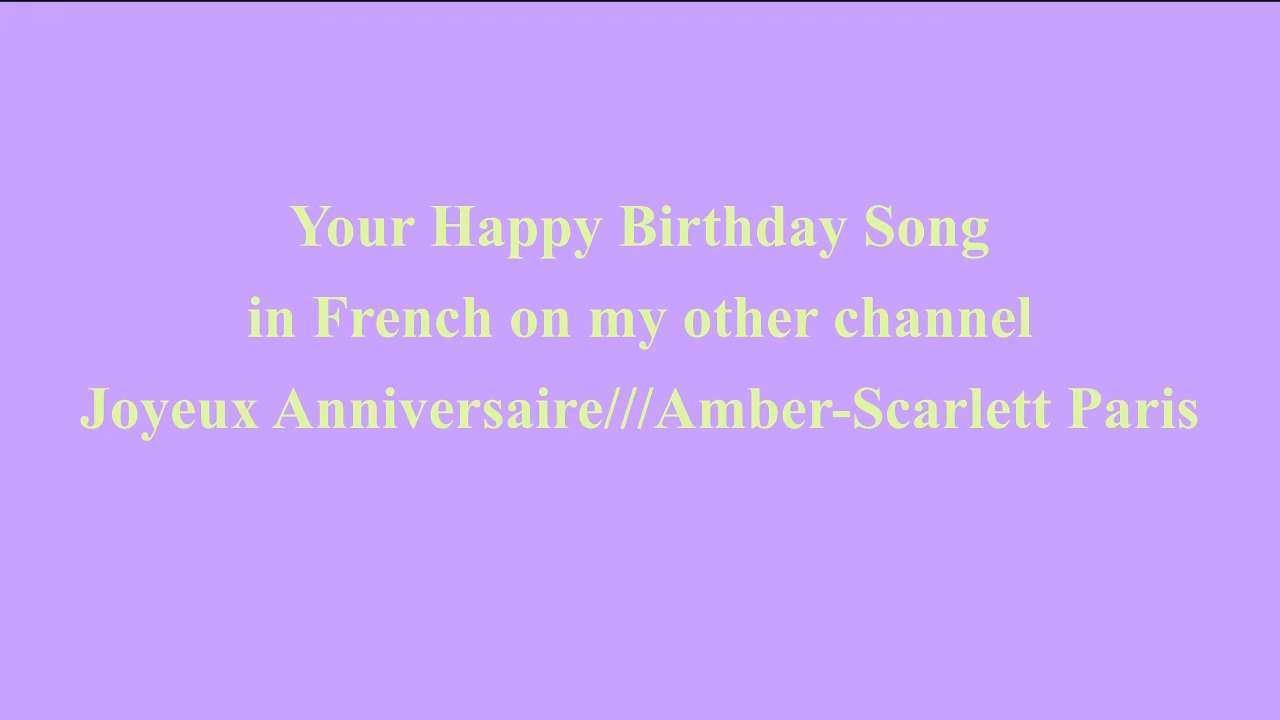 Your Happy Birthday Song
in French on my other channel
Joyeux Anniversaire///Amber-Scarlett Paris